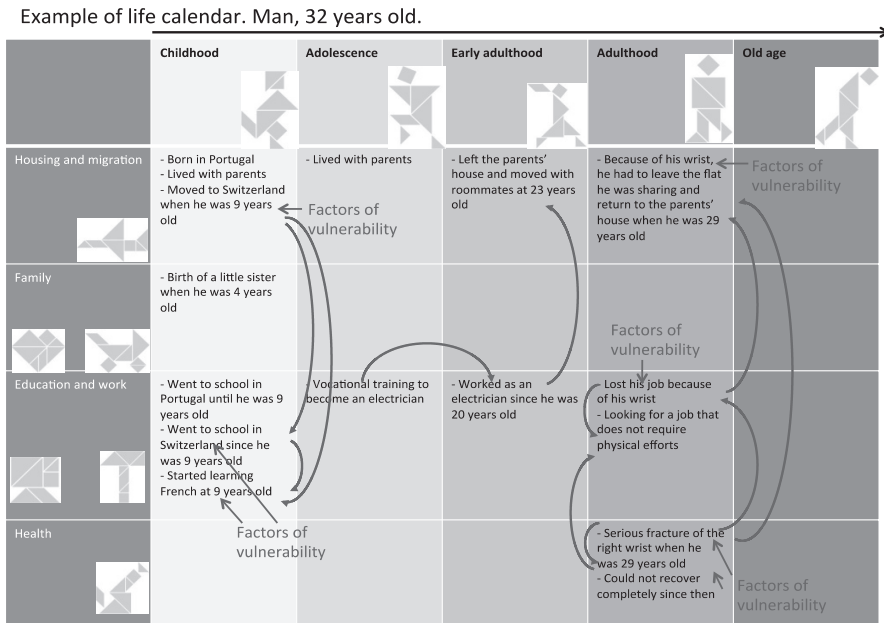 Example of life calendar. Man, 32 years old.
Childhood
Adolescence
Early adulthood
Adulthood
Old age
Housing and migration
- Born in Portugal
- Lived with parents
- Moved to Switzerland
when he was 9 years
old
Factors of
vulnerability
- Lived with parents
- Left the parents'
house and moved with
roommates at 23 years
old
- Because of his wrist,
he had to leave the flat
he was sharing and
return to the parents'
house when he was 29
years old
Factors of
vulnerability
Family
- Birth of a little sister
when he was 4 years
old
Factors of
vulnerability
Education and work
- Went to school in
Portugal until he was 9
years old
- Went to school in
Switzerland since he
was 9 years old
- Started learning
French at 9 years old
- Vocational training to
become an electrician
- Worked as an
electrician since he was
20 years old
- Lost his job because
of his wrist
- Looking for a job that
does not require
physical efforts
Health
Factors of
vulnerability
- Serious fracture of the
right wrist when he
was 29 years old
- Could not recover
completely since then
Factors of
vulnerability